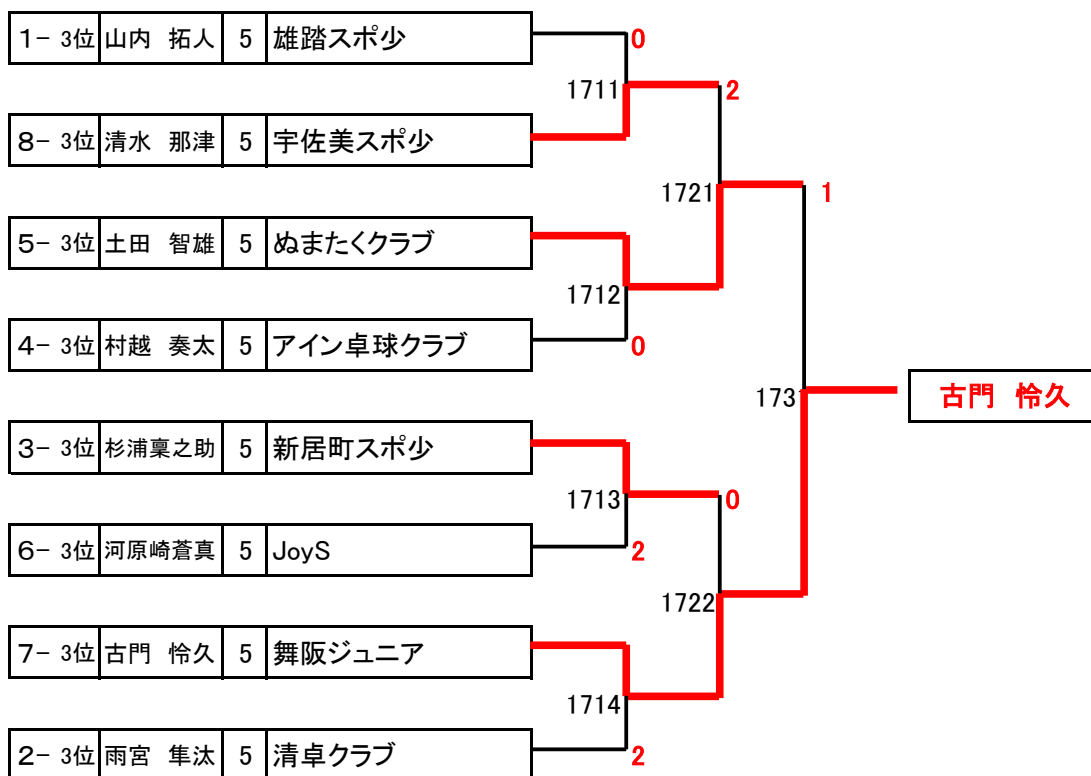 1- 3位 山内 拓人 5 雄踏スポ少
0
1711
2
8- 3位 清水 那津 5 宇佐美スポ少
1721
1
5- 3位 土田 智雄 5 ぬまたくクラブ
1712
4- 3位 村越 奏太 5 アイン卓球クラブ
0
173
古門 怜久
3- 3位 杉浦稟之助 5 新居町スポ少
1713
0
6- 3位 河原崎蒼真 5 JoyS
2
1722
7- 3位 古門 怜久 5 舞阪ジュニア
1714
2- 3位 雨宮 隼汰 5 清卓クラブ
2